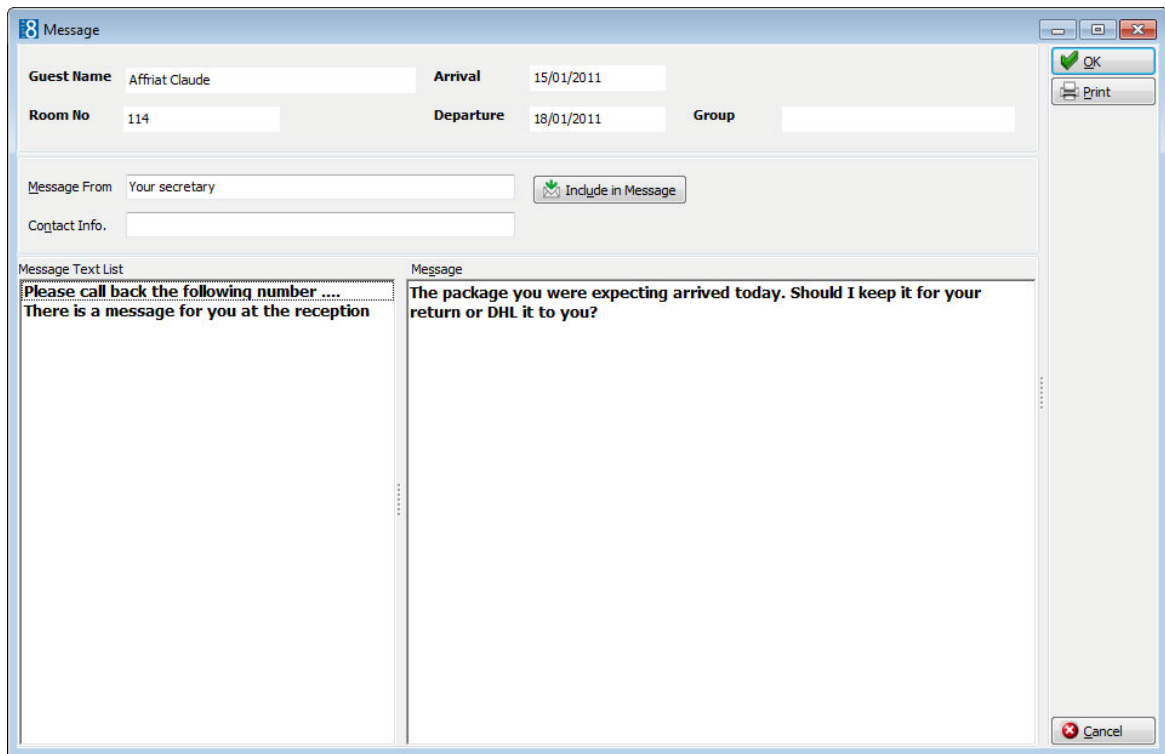 8 Message
Guest Name Affriat Claude Arrival 15/01/2011
OK
Print
Room No 114 Departure 18/01/2011 Group
Message From Your secretary Include in Message
Contact Info.
Message Text List
Please call back the following number ....
There is a message for you at the reception
Message
The package you were expecting arrived today. Should I keep it for your
return or DHL it to you?
Cancel